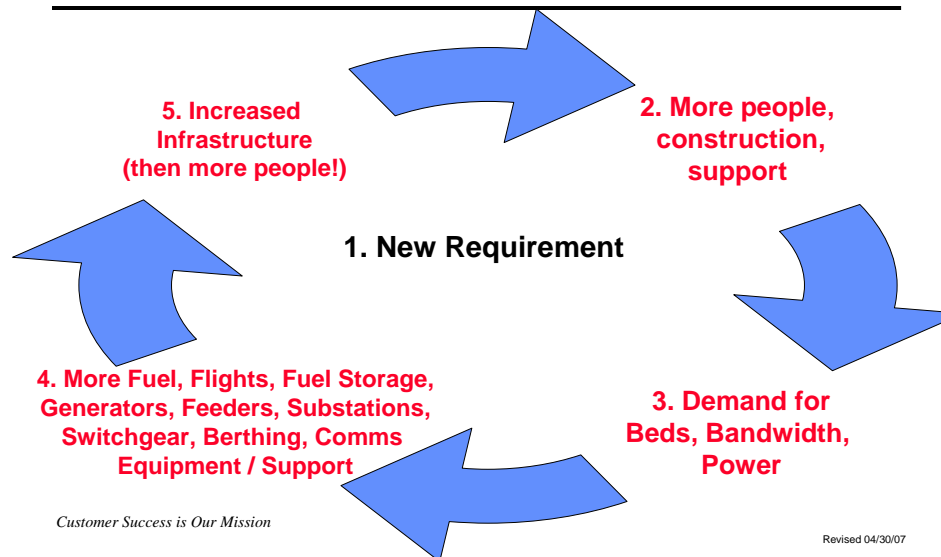 1. New Requirement
2. More people,
construction,
support
3. Demand for
Beds, Bandwidth,
Power
4. More Fuel, Flights, Fuel Storage,
Generators, Feeders, Substations,
Switchgear, Berthing, Comms
Equipment / Support
5. Increased
Infrastructure
(then more people!)
Customer Success is Our Mission
Revised 04/30/07